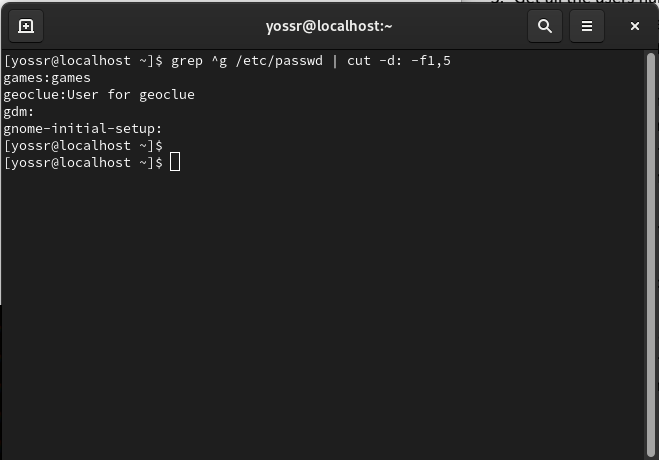 yossr@localhost:~
[yossr@localhost ~]$ grep ^g /etc/passwd | cut -d: -f1,5
games:games
geoclue:User for geoclue
gdm:
gnome-initial-setup:
[yossr@localhost ~]$
[yossr@localhost ~]$